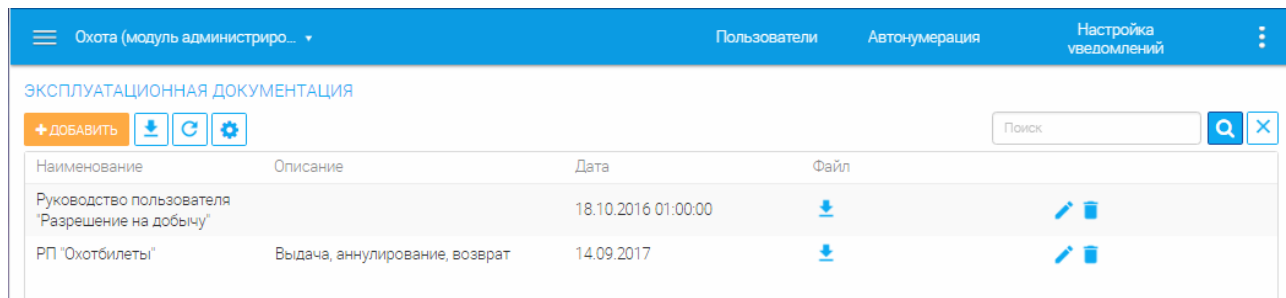 Охота (модуль администриро...
Пользователи
Автонумерация
Настройка
уведомлений
ЭКСПЛУАТАЦИОННАЯ ДОКУМЕНТАЦИЯ
+ДОБАВИТЬ
Поиск
Наименование Описание Дата Файл
Руководство пользователя
"Разрешение на добычу"
18.10.2016 01:00:00
РП "Охотбилеты" Выдача, аннулирование, возврат 14.09.2017